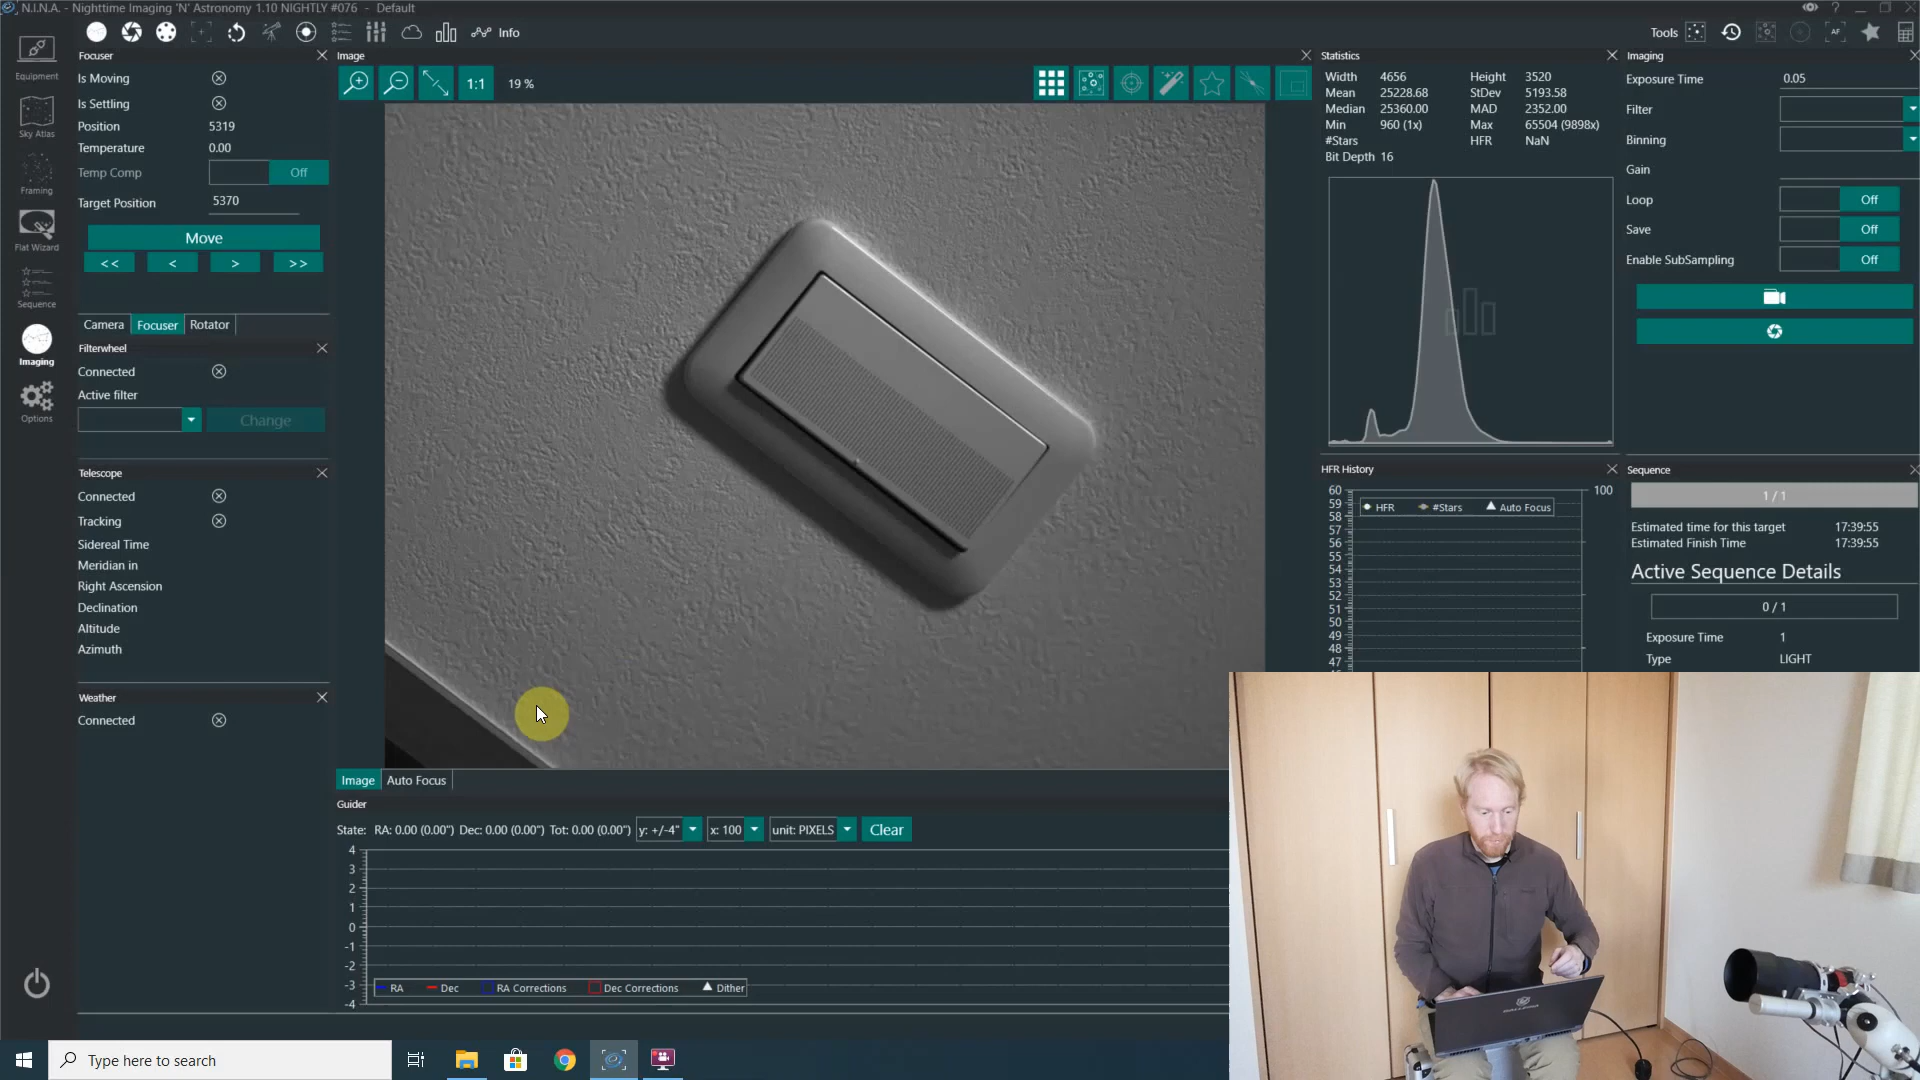 N.I.N.A. - Nighttime Imaging 'N' Astronomy 1.10 NIGHTLY #076 - Default
Info
Tools
Equipment
Sky Atlas
Framing
Flat Wizard
Sequence
Imaging
Options
Focuser
Is Moving
Is Settling
Position 5319
Temperature 0.00
Temp Comp Off
Target Position 5370
Move
<< < > >>
Camera Focuser Rotator
Filterwheel
Connected
Active filter
Change
Telescope
Connected
Tracking
Sidereal Time
Meridian in
Right Ascension
Declination
Altitude
Azimuth
Weather
Connected
Image
1:1 19 %
Image Auto Focus
Guider
State: RA: 0.00 (0.00") Dec: 0.00 (0.00") Tot: 0.00 (0.00") y: +/-4" x: 100 unit: PIXELS Clear
4
3
2
1
0
-1
-2
-3
-4
RA Dec RA Corrections Dec Corrections Dither
Statistics
Width 4656 Height 3520
Mean 25228.68 StDev 5193.58
Median 25360.00 MAD 2352.00
Min 960 (1x) Max 65504 (9898x)
#Stars HFR NaN
Bit Depth 16
HFR History
60 100
59
58
57
56
55
54
53
52
51
50
49
48
47
HFR #Stars Auto Focus
Imaging
Exposure Time 0.05
Filter
Binning
Gain
Loop Off
Save Off
Enable SubSampling Off
Sequence
1 / 1
Estimated time for this target 17:39:55
Estimated Finish Time 17:39:55
Active Sequence Details
0 / 1
Exposure Time 1
Type LIGHT
Type here to search